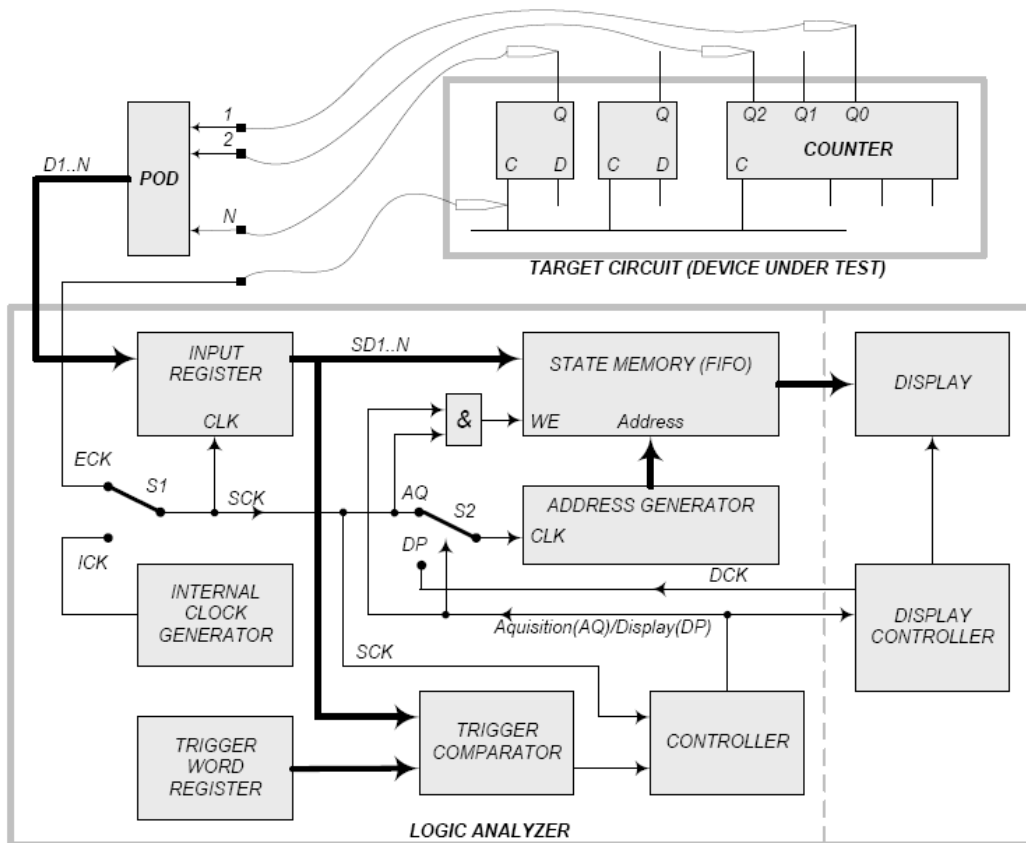 1
2
D1..N
POD
N
Q
C
D
Q
C
D
Q2
Q1
Q0
COUNTER
C
TARGET CIRCUIT (DEVICE UNDER TEST)
INPUT
REGISTER
CLK
SD1..N
STATE MEMORY (FIFO)
WE
Address
DISPLAY
&
ECK
S1
SCK
AQ
S2
ADDRESS GENERATOR
CLK
ICK
DP
DCK
INTERNAL
CLOCK
GENERATOR
Aquisition(AQ)/Display(DP)
DISPLAY
CONTROLLER
SCK
TRIGGER
WORD
REGISTER
TRIGGER
COMPARATOR
CONTROLLER
LOGIC ANALYZER